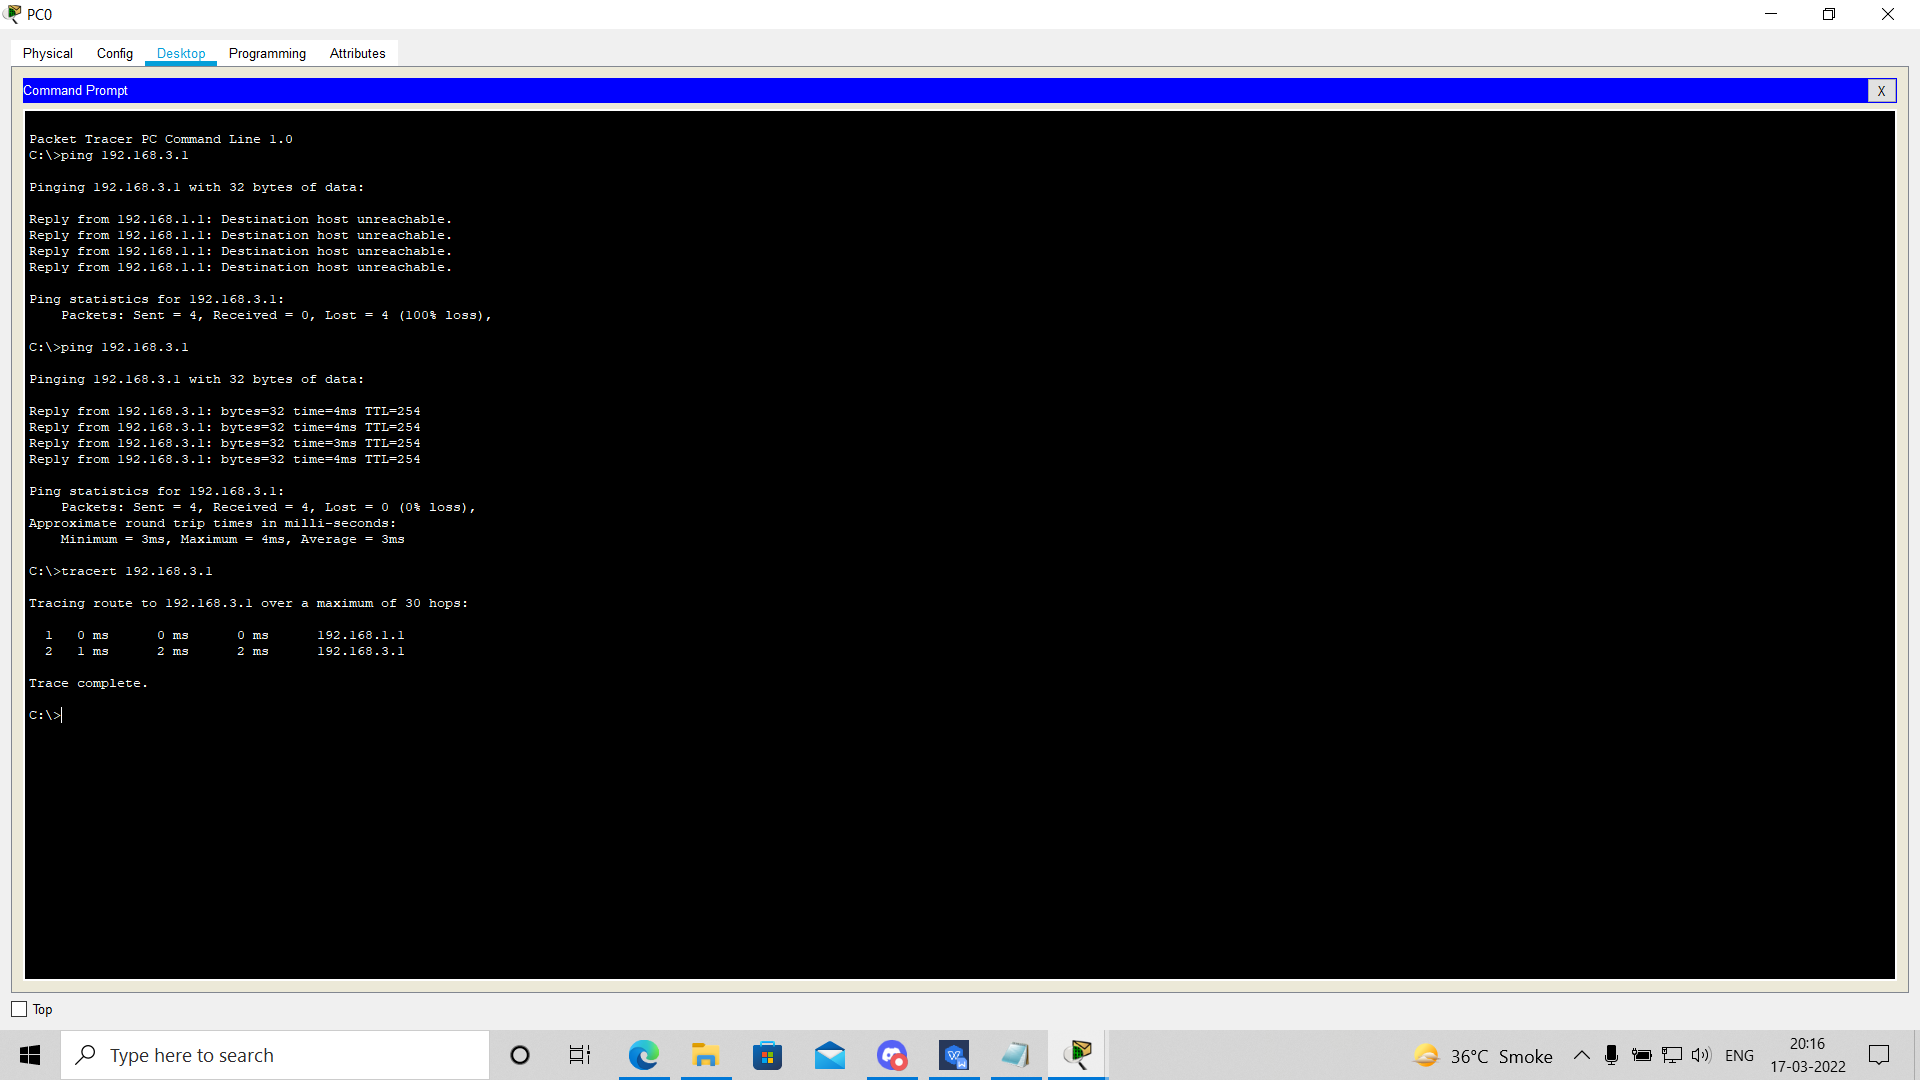 PC0
Physical Config Desktop Programming Attributes
Command Prompt
X
Packet Tracer PC Command Line 1.0
C:\>ping 192.168.3.1
Pinging 192.168.3.1 with 32 bytes of data:
Reply from 192.168.1.1: Destination host unreachable.
Reply from 192.168.1.1: Destination host unreachable.
Reply from 192.168.1.1: Destination host unreachable.
Reply from 192.168.1.1: Destination host unreachable.
Ping statistics for 192.168.3.1:
Packets: Sent = 4, Received = 0, Lost = 4 (100% loss),
C:\>ping 192.168.3.1
Pinging 192.168.3.1 with 32 bytes of data:
Reply from 192.168.3.1: bytes=32 time=4ms TTL=254
Reply from 192.168.3.1: bytes=32 time=4ms TTL=254
Reply from 192.168.3.1: bytes=32 time=3ms TTL=254
Reply from 192.168.3.1: bytes=32 time=4ms TTL=254
Ping statistics for 192.168.3.1:
Packets: Sent = 4, Received = 4, Lost = 0 (0% loss),
Approximate round trip times in milli-seconds:
Minimum = 3ms, Maximum = 4ms, Average = 3ms
C:\>tracert 192.168.3.1
Tracing route to 192.168.3.1 over a maximum of 30 hops:
1 0 ms 0 ms 0 ms 192.168.1.1
2 1 ms 2 ms 2 ms 192.168.3.1
Trace complete.
C:\>
Top
Type here to search
36°C Smoke
ENG
20:16
17-03-2022